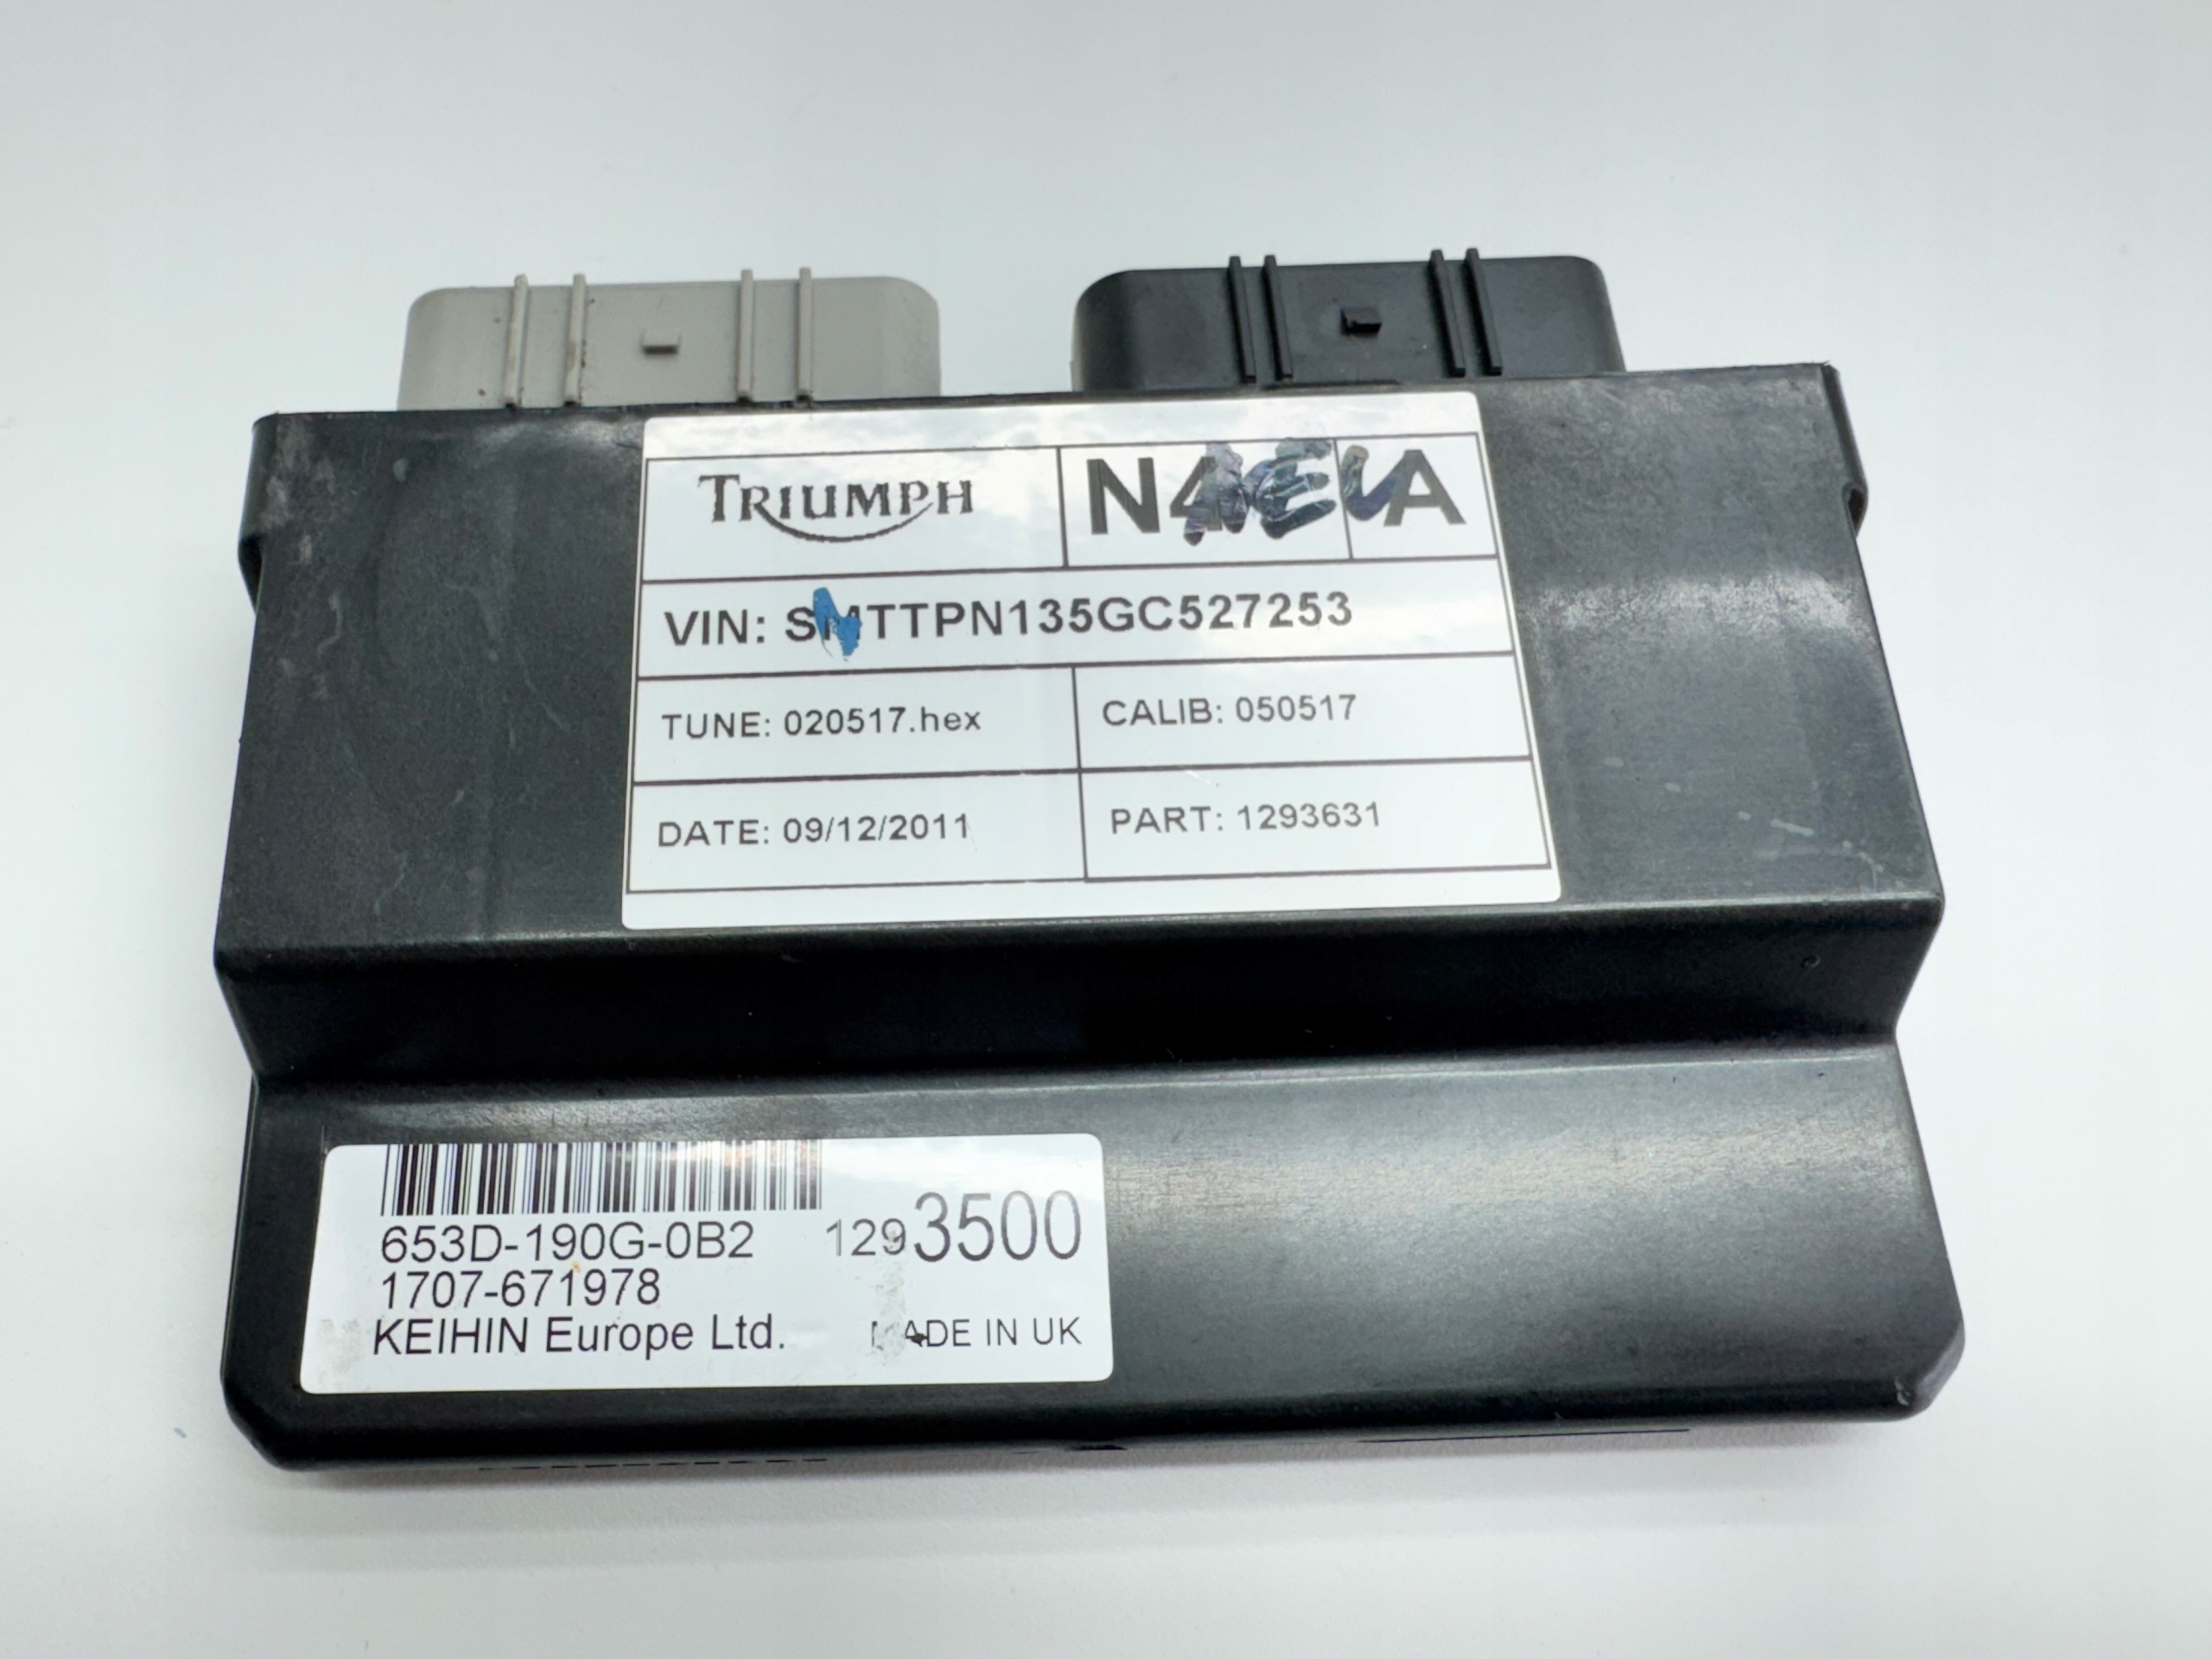 TRIUMPH
VIN: SMTTPN135GC527253
TUNE: 020517.hex
CALIB: 050517
DATE: 09/12/2011
PART: 1293631
653D-190G-0B2 1293500
1707-671978
KEIHIN Europe Ltd. MADE IN UK